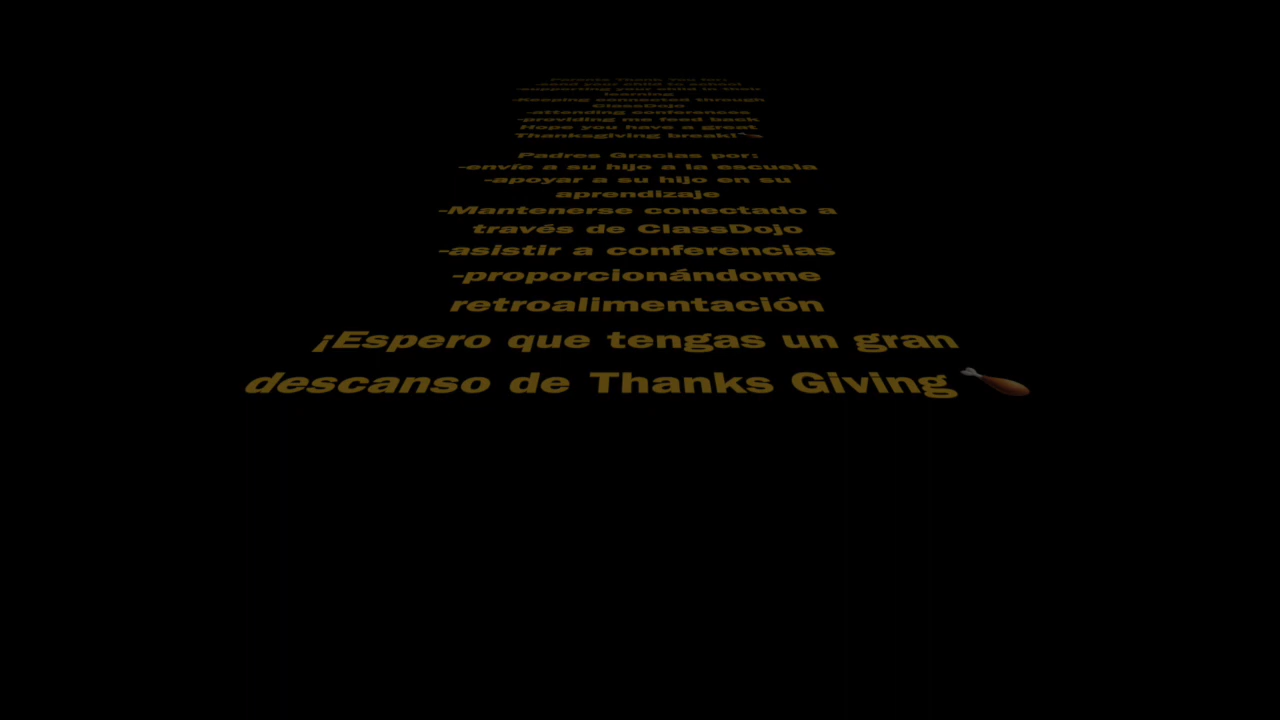 Parents Thank You for:
-send your child to school
-supporting your child in their
learning
-Keeping connected through
ClassDojo
-attending conferences
-providing me feed back
Hope you have a great
Thanksgiving break!🍗
Padres Gracias por:
-envíe a su hijo a la escuela
-apoyar a su hijo en su
aprendizaje
-Mantenerse conectado a
través de ClassDojo
-asistir a conferencias
-proporcionándome
retroalimentación
¡Espero que tengas un gran
descanso de Thanks Giving🍗